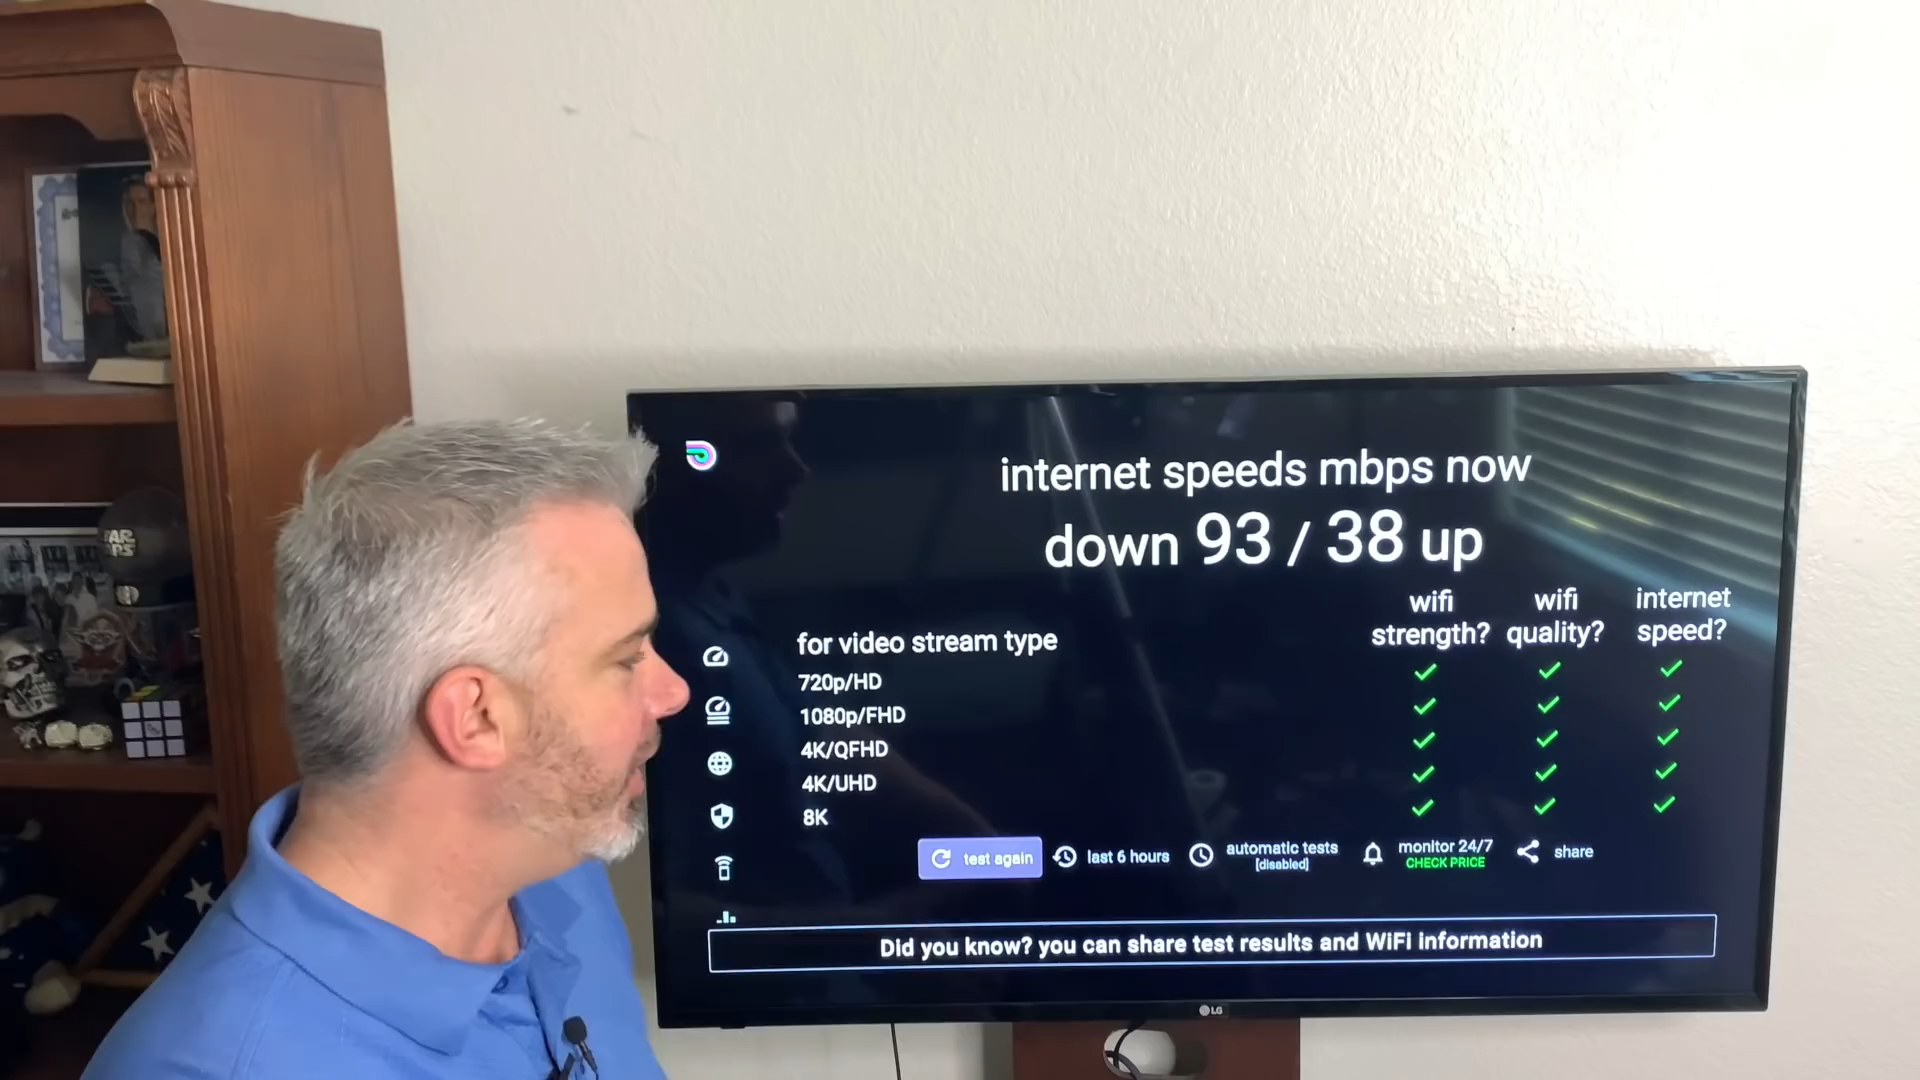 internet speeds mbps now
down 93 / 38 up
wifi strength?
wifi quality?
internet speed?
for video stream type
720p/HD
1080p/FHD
4K/QFHD
4K/UHD
8K
test again
last 6 hours
automatic tests
[disabled]
monitor 24/7
CHECK PRICE
share
Did you know? you can share test results and WiFi information
LG